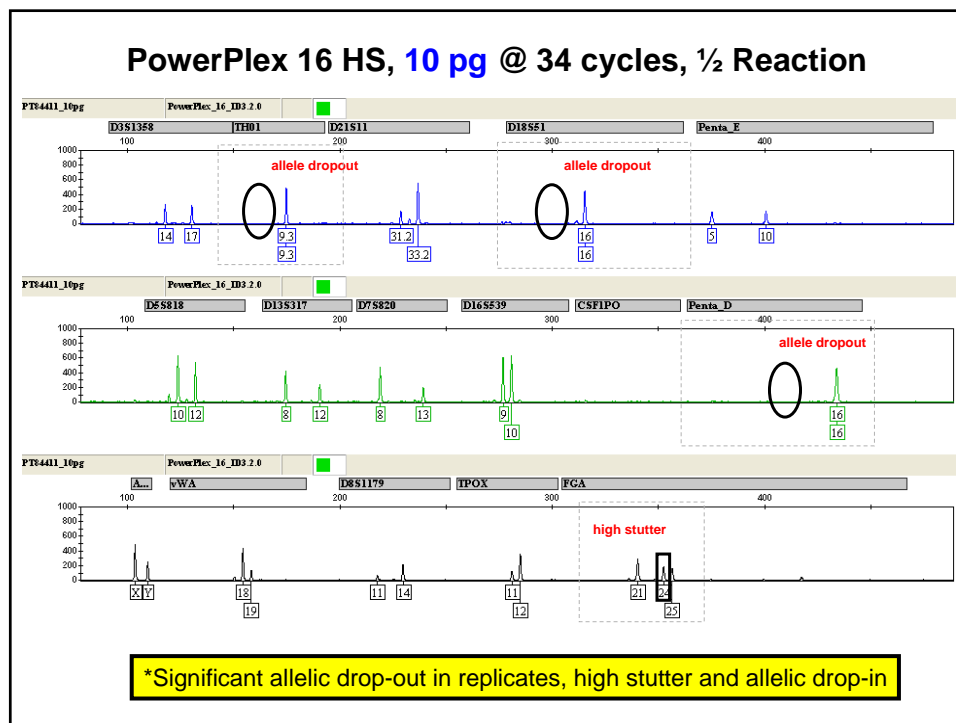 PowerPlex 16 HS, 10 pg @ 34 cycles, ½ Reaction
PT84411_10pg PowerPlex_16_ID3.2.0
D3S1358 TH01 D21S11 D18S51 Penta_E
100 200 300 400
allele dropout allele dropout
1000
800
600
400
200
0
14 17 9.3 31.2 16 5 10
9.3 33.2 16
PT84411_10pg PowerPlex_16_ID3.2.0
D5S818 D13S317 D7S820 D16S539 CSF1PO Penta_D
100 200 300 400
allele dropout
1000
800
600
400
200
0
10 12 8 12 8 13 9 16
10 16
PT84411_10pg PowerPlex_16_ID3.2.0
A... vWA D8S1179 TPOX FGA
100 200 300 400
high stutter
1000
800
600
400
200
0
X Y 18 11 14 11 21 24
19 12 25
*Significant allelic drop-out in replicates, high stutter and allelic drop-in